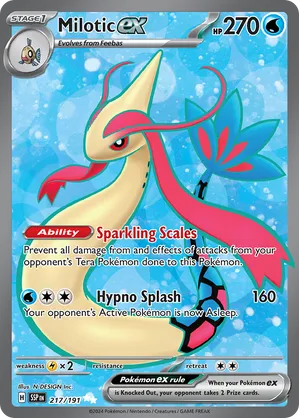 STAGE 1 Milotic ex HP 270
Evolves from Feebas
Ability Sparkling Scales
Prevent all damage from and effects of attacks from
your opponent's Tera Pokémon done to this Pokémon.
Hypno Splash 160
Your opponent's Active Pokémon is now Asleep.
weakness ×2 resistance retreat
Pokémon ex rule When your Pokémon ex
is Knocked Out, your opponent takes 2 Prize cards.
Illus. N-DESIGN Inc.
H SSP EN 217/191
©2024 Pokémon / Nintendo / Creatures / GAME FREAK